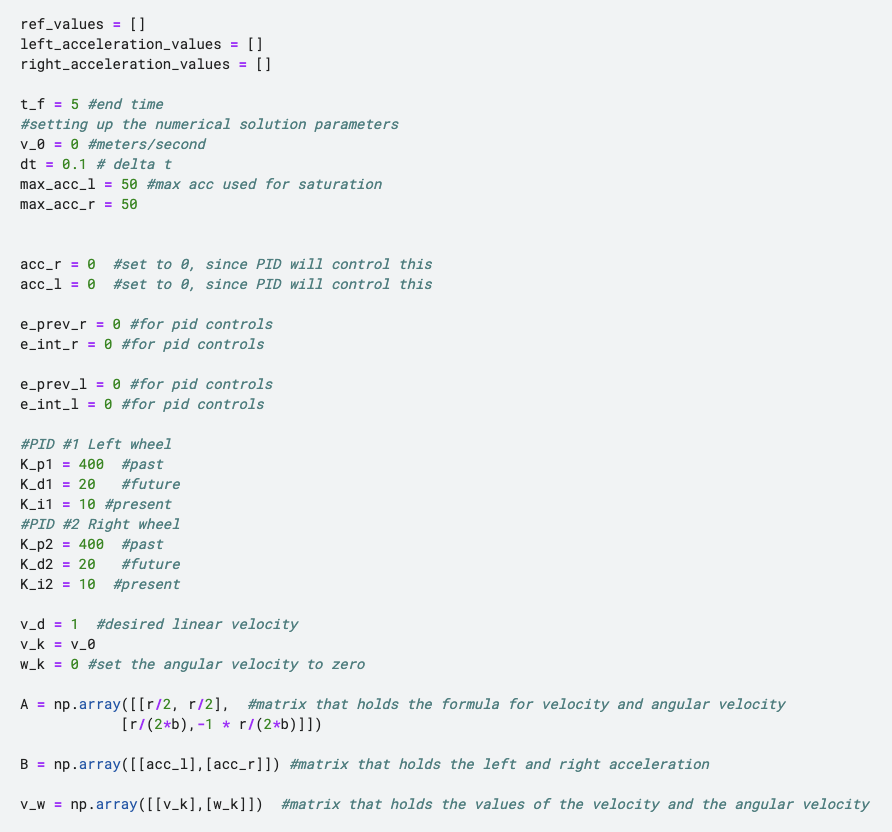 ref_values = []
left_acceleration_values = []
right_acceleration_values = []
t_f = 5 #end time
#setting up the numerical solution parameters
v_0 = 0 #meters/second
dt = 0.1 # delta t
max_acc_l = 50 #max acc used for saturation
max_acc_r = 50
acc_r = 0  #set to 0, since PID will control this
acc_l = 0  #set to 0, since PID will control this
e_prev_r = 0 #for pid controls
e_int_r = 0 #for pid controls
e_prev_l = 0 #for pid controls
e_int_l = 0 #for pid controls
#PID #1 Left wheel
K_p1 = 400  #past
K_d1 = 20   #future
K_i1 = 10 #present
#PID #2 Right wheel
K_p2 = 400  #past
K_d2 = 20   #future
K_i2 = 10  #present
v_d = 1  #desired linear velocity
v_k = v_0
w_k = 0 #set the angular velocity to zero
A = np.array([[r/2, r/2],  #matrix that holds the formula for velocity and angular velocity
            [r/(2*b),-1 * r/(2*b)]])
B = np.array([[acc_l],[acc_r]]) #matrix that holds the left and right acceleration
v_w = np.array([[v_k],[w_k]])  #matrix that holds the values of the velocity and the angular velocity